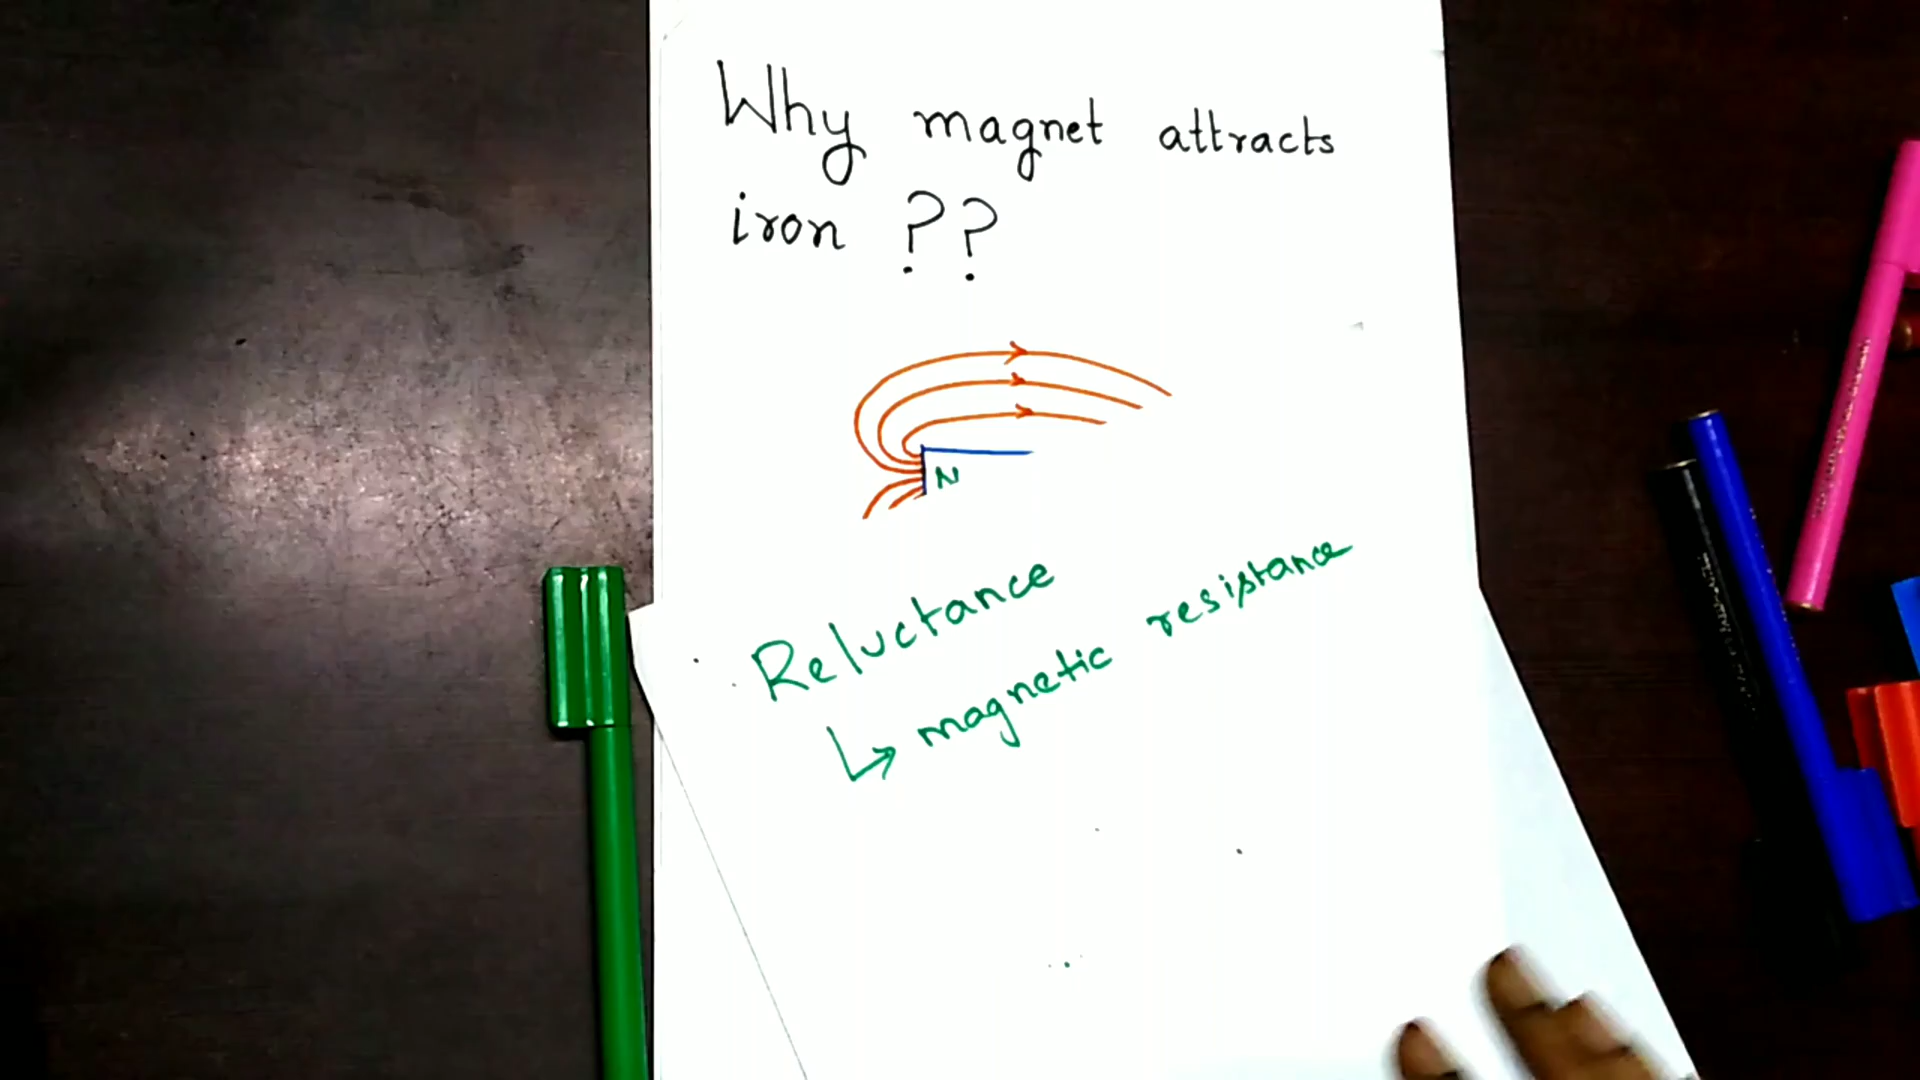 Why magnet attracts
iron ??
N
Reluctance
↳ magnetic resistance